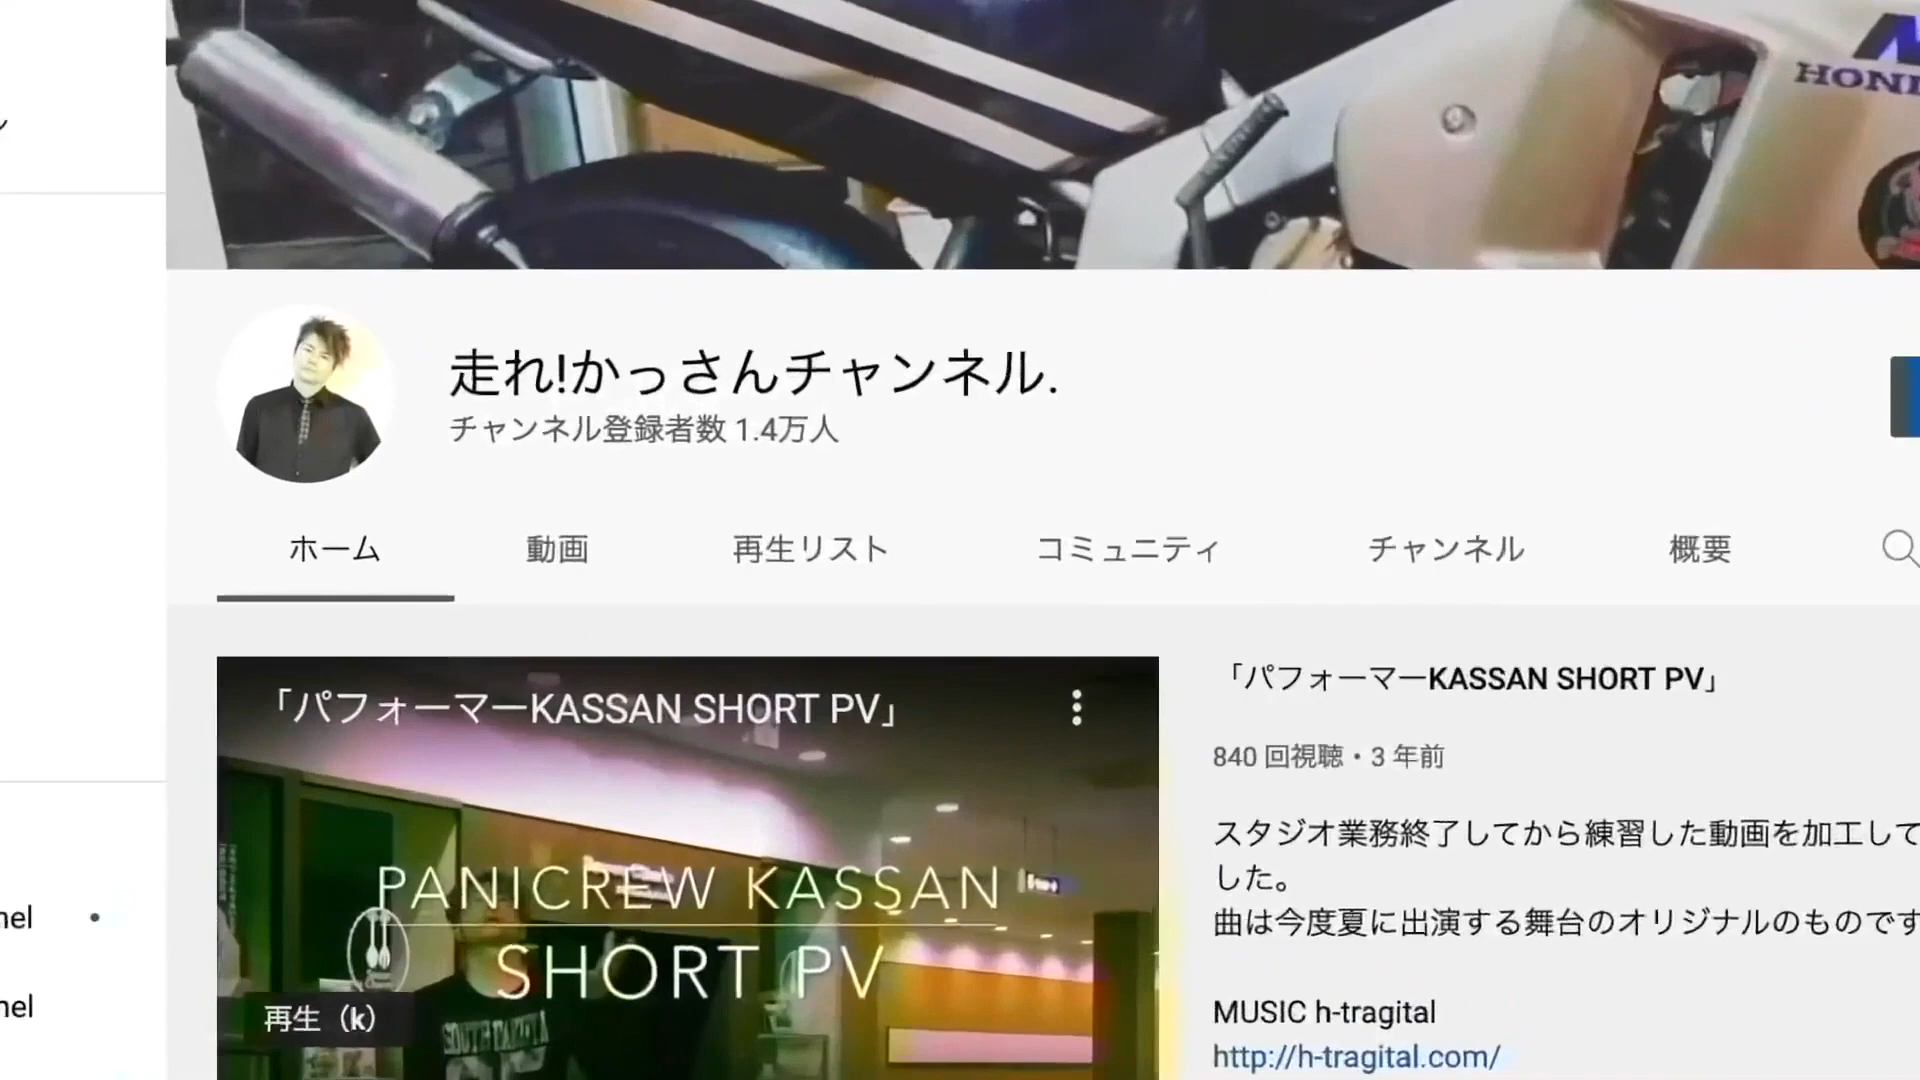 HOND
走れ!かっさんチャンネル.
チャンネル登録者数 1.4万人
ホーム 動画 再生リスト コミュニティ チャンネル 概要
「パフォーマーKASSAN SHORT PV」
PANICREW KASSAN
SHORT PV
再生（k）
「パフォーマーKASSAN SHORT PV」
840 回視聴・3 年前
スタジオ業務終了してから練習した動画を加工して
した。
曲は今度夏に出演する舞台のオリジナルのものです
MUSIC h-tragital
http://h-tragital.com/
nel
nel